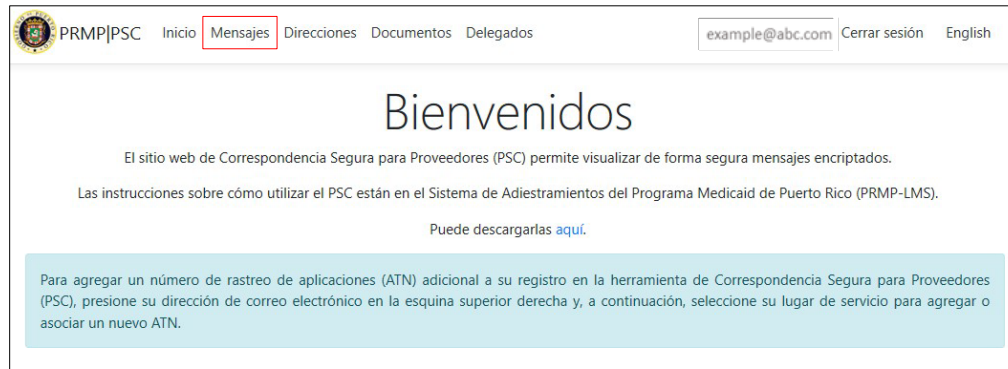 PRMP|PSC Inicio Mensajes Direcciones Documentos Delegados example@abc.com Cerrar sesión English
Bienvenidos
El sitio web de Correspondencia Segura para Proveedores (PSC) permite visualizar de forma segura mensajes encriptados.
Las instrucciones sobre cómo utilizar el PSC están en el Sistema de Adiestramientos del Programa Medicaid de Puerto Rico (PRMP-LMS).
Puede descargarlas aquí.
Para agregar un número de rastreo de aplicaciones (ATN) adicional a su registro en la herramienta de Correspondencia Segura para Proveedores
(PSC), presione su dirección de correo electrónico en la esquina superior derecha y, a continuación, seleccione su lugar de servicio para agregar o
asociar un nuevo ATN.